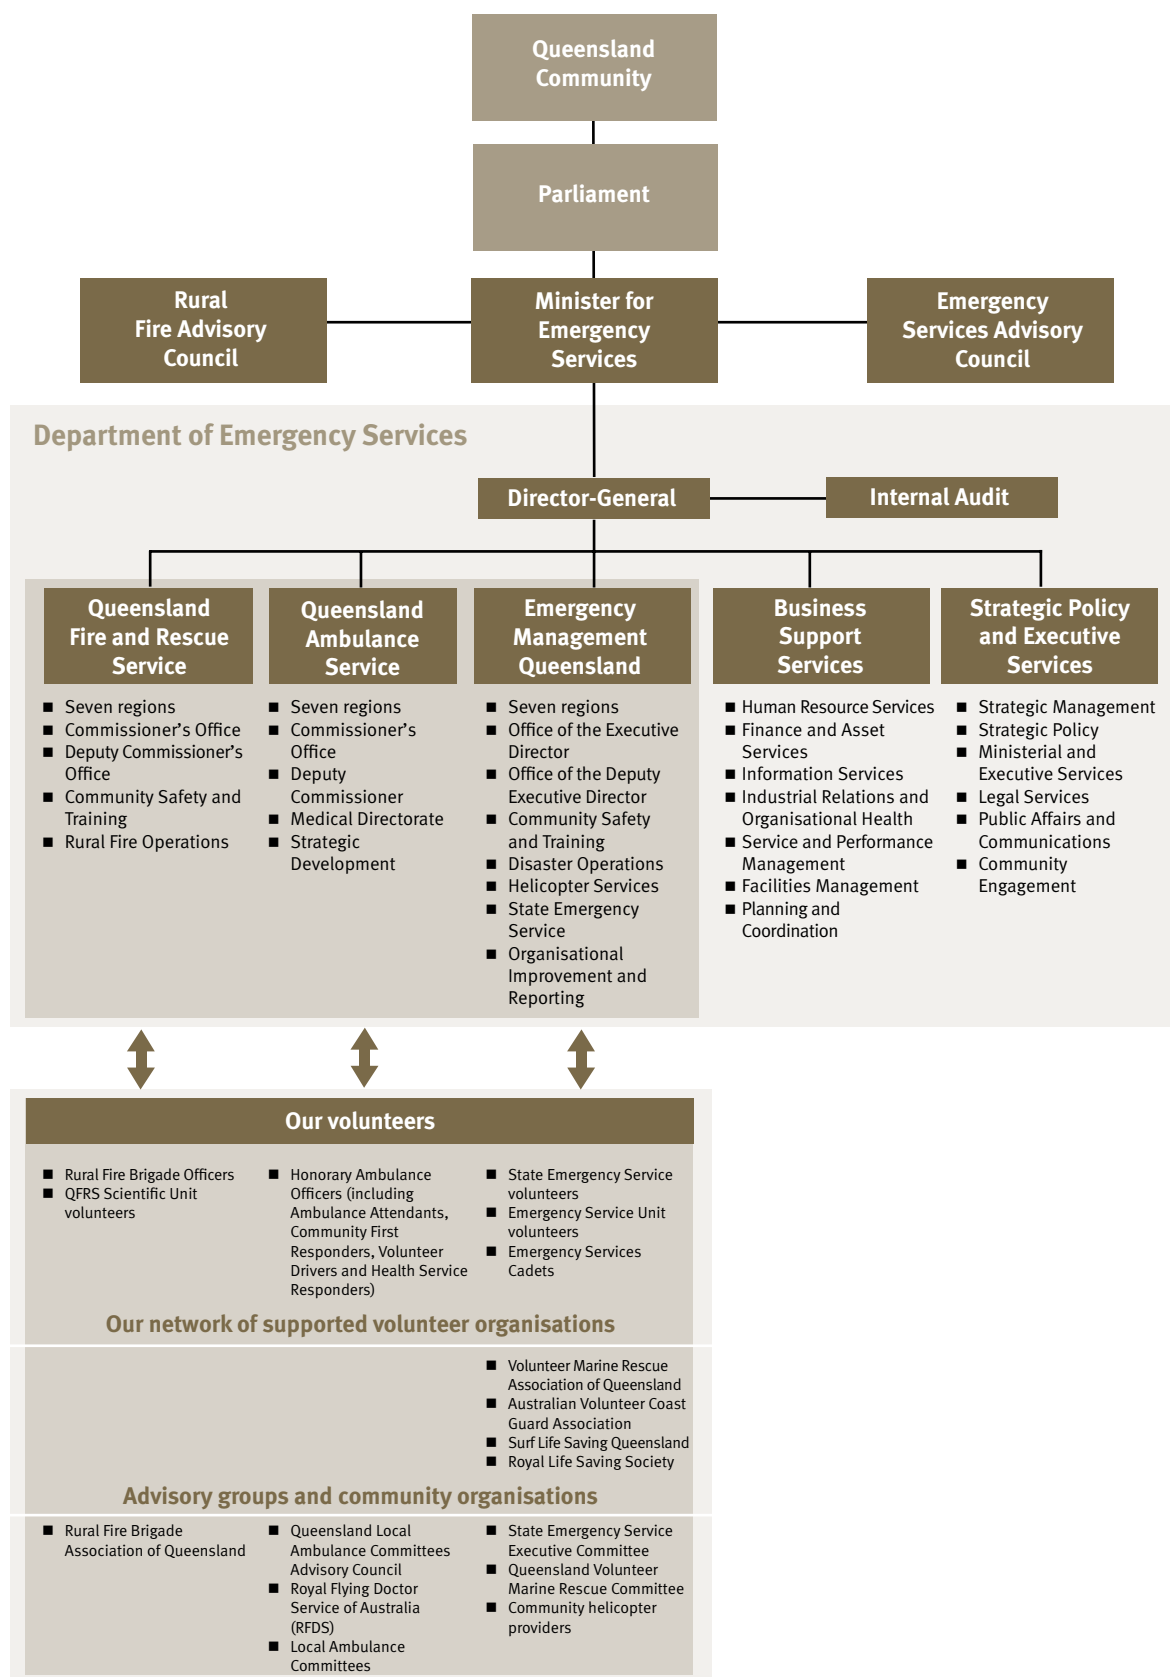 Queensland
Community
Parliament
Rural
Fire Advisory
Council
Minister for
Emergency
Services
Emergency
Services Advisory
Council
Department of Emergency Services
Director-General
Internal Audit
Queensland
Fire and Rescue
Service
■ Seven regions
■ Commissioner's Office
■ Deputy Commissioner's
Office
■ Community Safety and
Training
■ Rural Fire Operations
Queensland
Ambulance
Service
■ Seven regions
■ Commissioner's
Office
■ Deputy
Commissioner
■ Medical Directorate
■ Strategic
Development
Emergency
Management
Queensland
■ Seven regions
■ Office of the Executive
Director
■ Office of the Deputy
Executive Director
■ Community Safety
and Training
■ Disaster Operations
■ Helicopter Services
■ State Emergency
Service
■ Organisational
Improvement and
Reporting
Business
Support
Services
■ Human Resource Services
■ Finance and Asset
Services
■ Information Services
■ Industrial Relations and
Organisational Health
■ Service and Performance
Management
■ Facilities Management
■ Planning and
Coordination
Strategic Policy
and Executive
Services
■ Strategic Management
■ Strategic Policy
■ Ministerial and
Executive Services
■ Legal Services
■ Public Affairs and
Communications
■ Community
Engagement
Our volunteers
■ Rural Fire Brigade Officers
■ QFRS Scientific Unit
volunteers
■ Honorary Ambulance
Officers (including
Ambulance Attendants,
Community First
Responders, Volunteer
Drivers and Health Service
Responders)
■ State Emergency Service
volunteers
■ Emergency Service Unit
volunteers
■ Emergency Services
Cadets
Our network of supported volunteer organisations
■ Volunteer Marine Rescue
Association of Queensland
■ Australian Volunteer Coast
Guard Association
■ Surf Life Saving Queensland
■ Royal Life Saving Society
Advisory groups and community organisations
■ Rural Fire Brigade
Association of Queensland
■ Queensland Local
Ambulance Committees
Advisory Council
■ Royal Flying Doctor
Service of Australia
(RFDS)
■ Local Ambulance
Committees
■ State Emergency Service
Executive Committee
■ Queensland Volunteer
Marine Rescue Committee
■ Community helicopter
providers